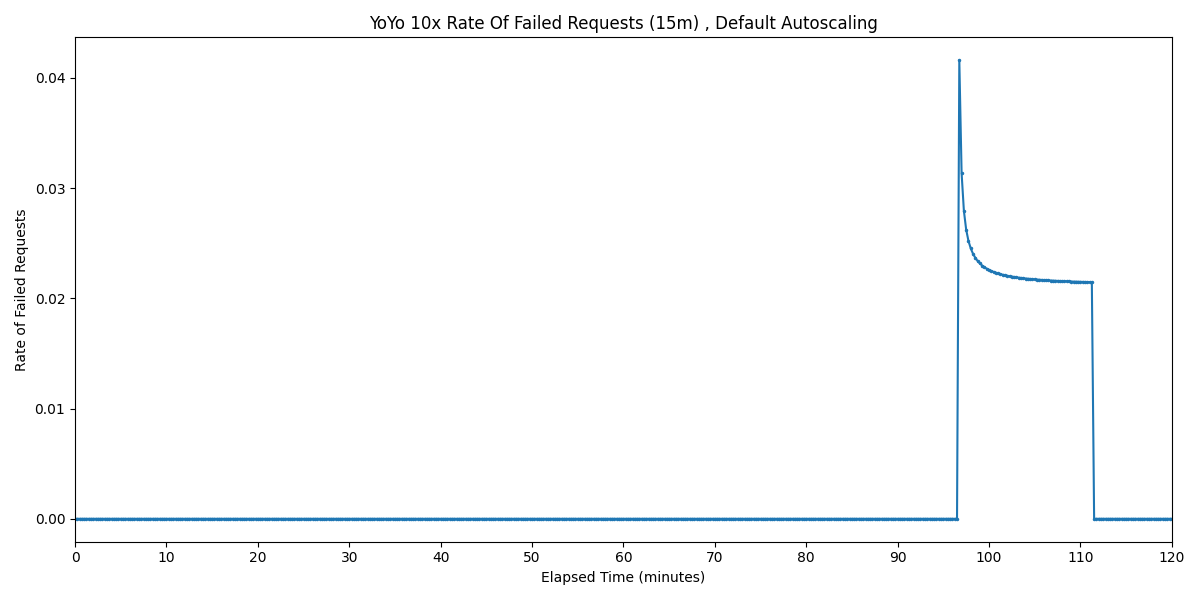 YoYo 10x Rate Of Failed Requests (15m) , Default Autoscaling
0.04
0.03
0.02
0.01
0.00
Rate of Failed Requests
0 10 20 30 40 50 60 70 80 90 100 110 120
Elapsed Time (minutes)